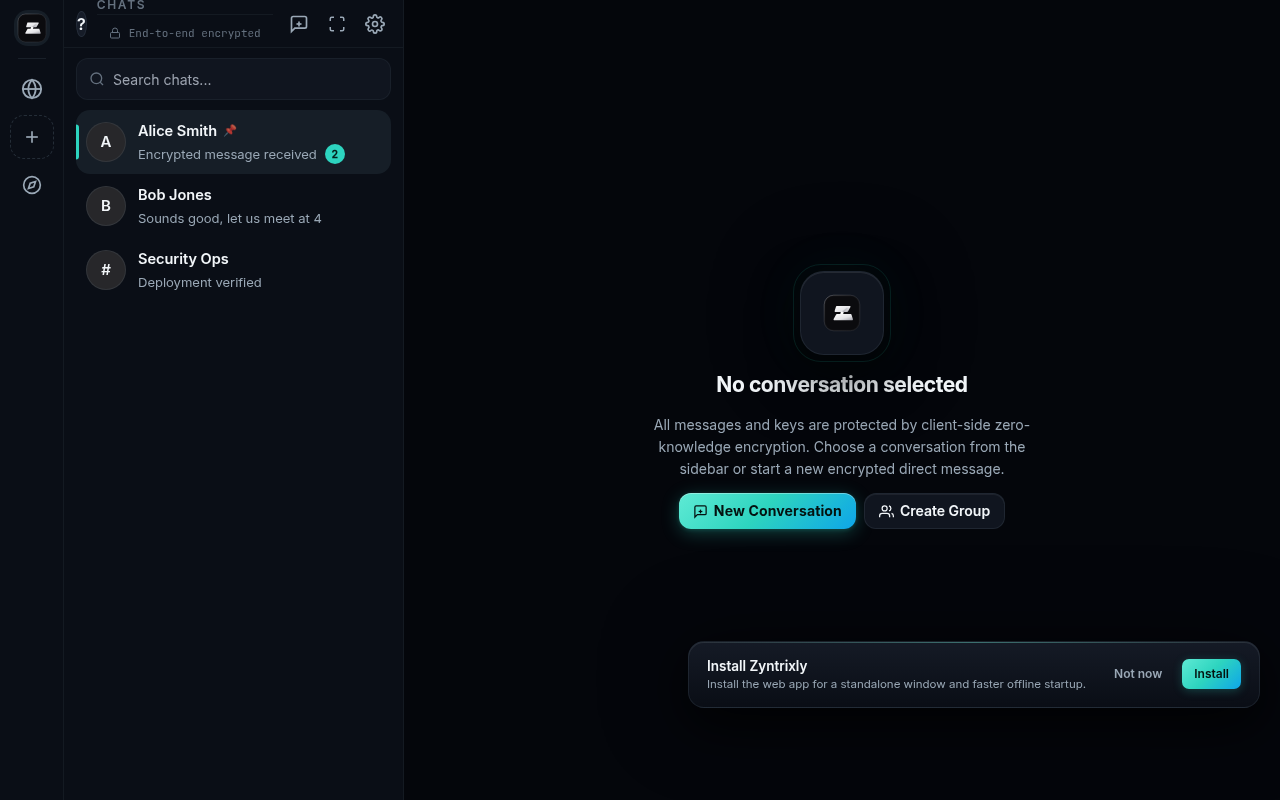 CHATS
?
End-to-end encrypted
Search chats...
A
Alice Smith
Encrypted message received
2
B
Bob Jones
Sounds good, let us meet at 4
#
Security Ops
Deployment verified
No conversation selected
All messages and keys are protected by client-side zero-
knowledge encryption. Choose a conversation from the
sidebar or start a new encrypted direct message.
New Conversation
Create Group
Install Zyntrixly
Install the web app for a standalone window and faster offline startup.
Not now
Install